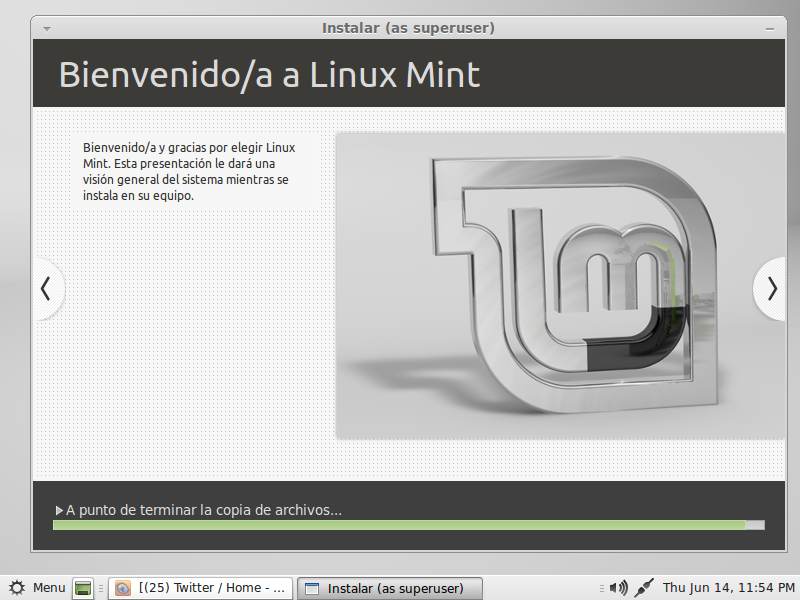 Instalar (as superuser)
Bienvenido/a a Linux Mint
Bienvenido/a y gracias por elegir Linux
Mint. Esta presentación le dará una
visión general del sistema mientras se
instala en su equipo.
A punto de terminar la copia de archivos...
Menu
[(25) Twitter / Home - ...
Instalar (as superuser)
Thu Jun 14, 11:54 PM